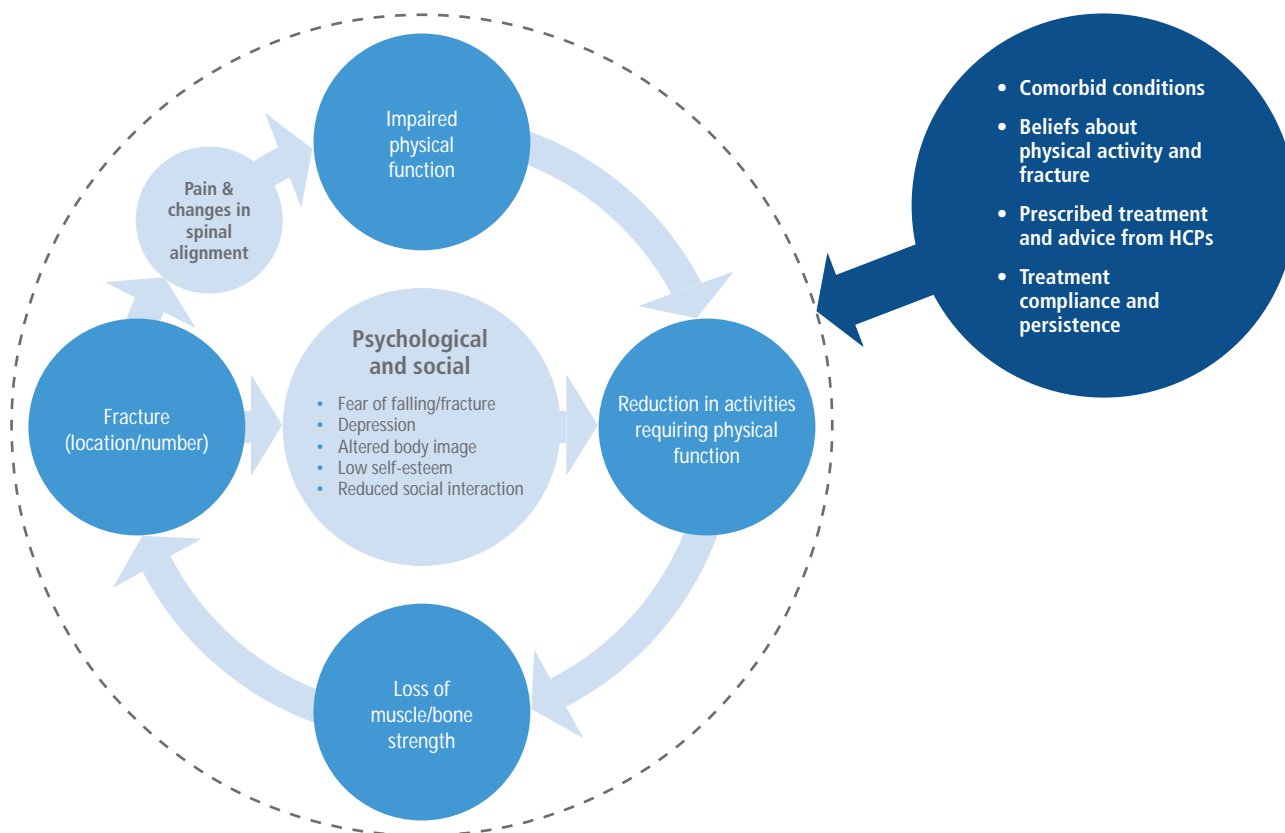 Impaired
physical
function
Pain &
changes in
spinal
alignment
Fracture
(location/number)
Psychological
and social
• Fear of falling/fracture
• Depression
• Altered body image
• Low self-esteem
• Reduced social interaction
Reduction in activities
requiring physical
function
Loss of
muscle/bone
strength
• Comorbid conditions
• Beliefs about
physical activity and
fracture
• Prescribed treatment
and advice from HCPs
• Treatment
compliance and
persistence